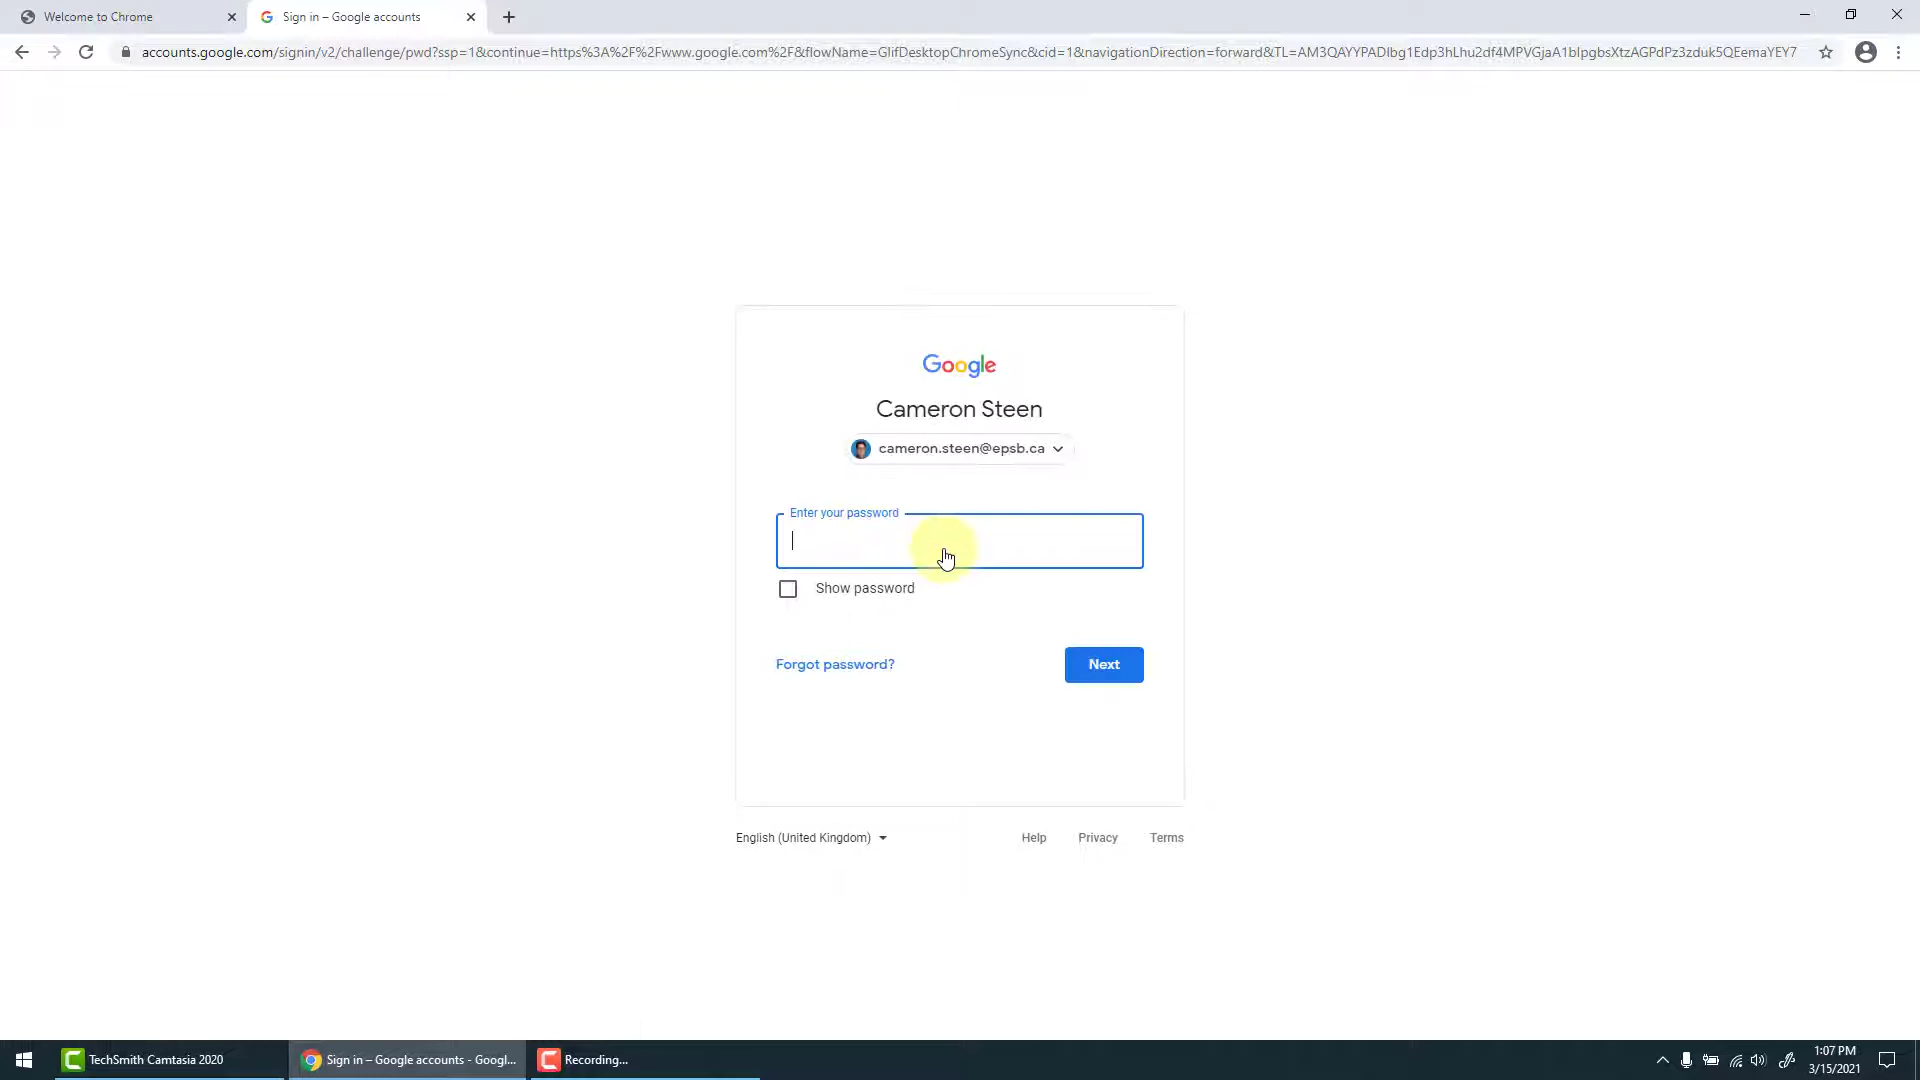 Welcome to Chrome
Sign in – Google accounts
accounts.google.com/signin/v2/challenge/pwd?ssp=1&continue=https%3A%2F%2Fwww.google.com%2F&flowName=GlifDesktopChromeSync&cid=1&navigationDirection=forward&TL=AM3QAYYPADlbg1Edp3hLhu2df4MPVGjaA1blpgbsXtzAGPdPz3zduk5QEemaYEY7
Google
Cameron Steen
cameron.steen@epsb.ca
Enter your password
Show password
Forgot password?
Next
English (United Kingdom)
Help
Privacy
Terms
TechSmith Camtasia 2020
Sign in – Google accounts - Googl...
Recording...
1:07 PM
3/15/2021